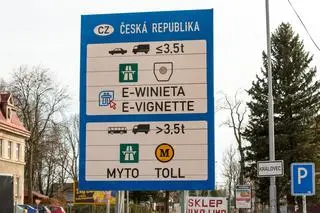 CZ ČESKÁ REPUBLIKA
≤3,5t
E-WINIETA
E-VIGNETTE
>3,5t
M
MYTO TOLL
KRÁLOVEC
P
SKLEP